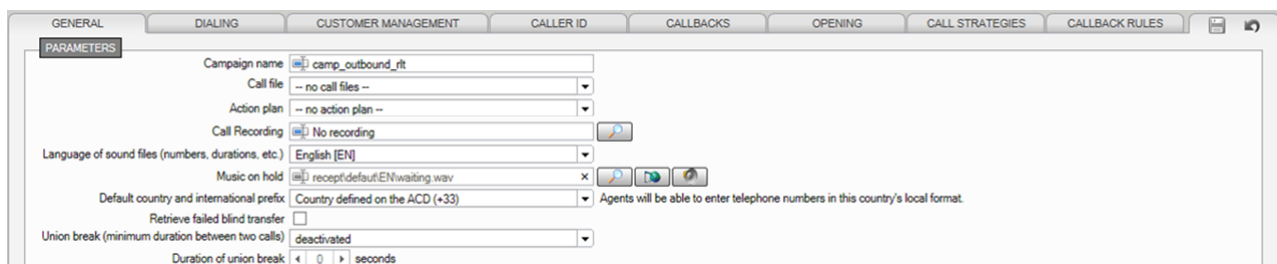 GENERAL DIALING CUSTOMER MANAGEMENT CALLER ID CALLBACKS OPENING CALL STRATEGIES CALLBACK RULES
PARAMETERS
Campaign name camp_outbound_rlt
Call file -- no call files --
Action plan -- no action plan --
Call Recording No recording
Language of sound files (numbers, durations, etc.) English [EN]
Music on hold recept\defaut\EN\waiting.wav ×
Default country and international prefix Country defined on the ACD (+33) Agents will be able to enter telephone numbers in this country's local format.
Retrieve failed blind transfer
Union break (minimum duration between two calls) deactivated
Duration of union break 0 seconds